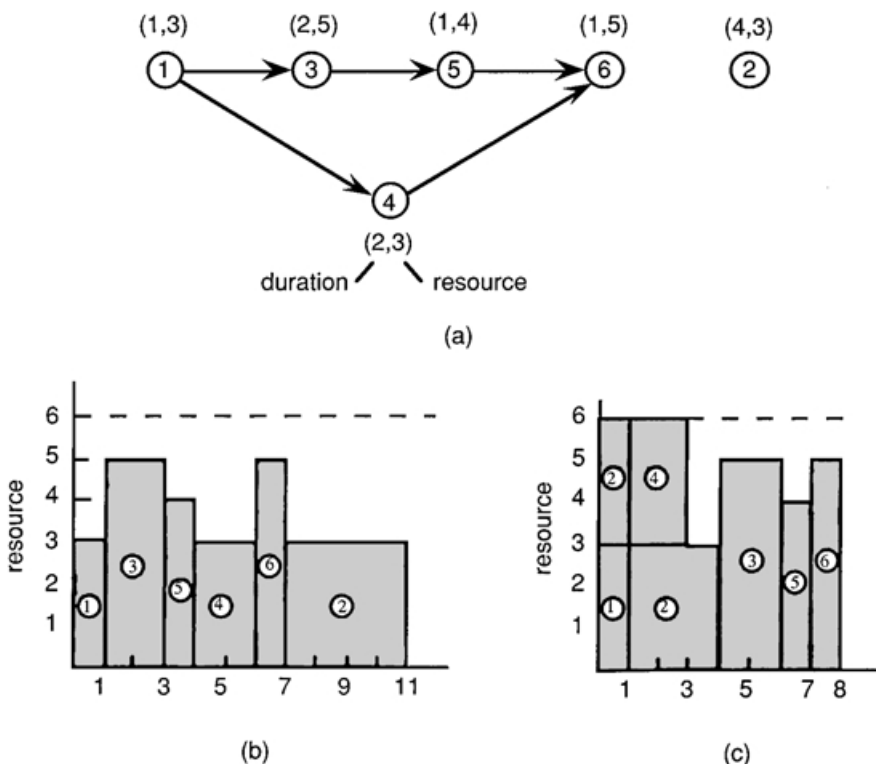 (1,3) (2,5) (1,4) (1,5) (4,3)
1 3 5 6 2
4
(2,3)
duration resource
(a)
6
5
4
3
2
1
resource
1 3 5 4 6 2
1 3 5 7 9 11
(b)
6
5
4
3
2
1
resource
2 4
1 2 3 5 6
1 3 5 7 8
(c)